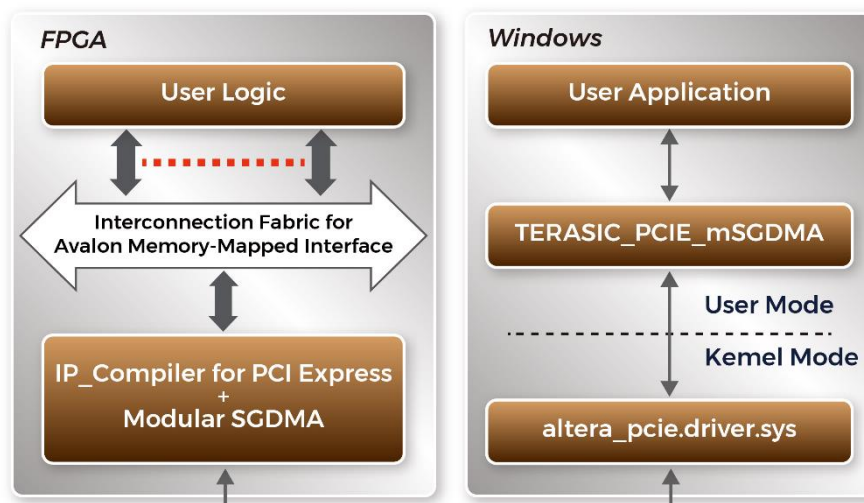 FPGA
User Logic
Interconnection Fabric for
Avalon Memory-Mapped Interface
IP_Compiler for PCI Express
+
Modular SGDMA
Windows
User Application
TERASIC_PCIE_mSGDMA
User Mode
Kemel Mode
altera_pcie.driver.sys